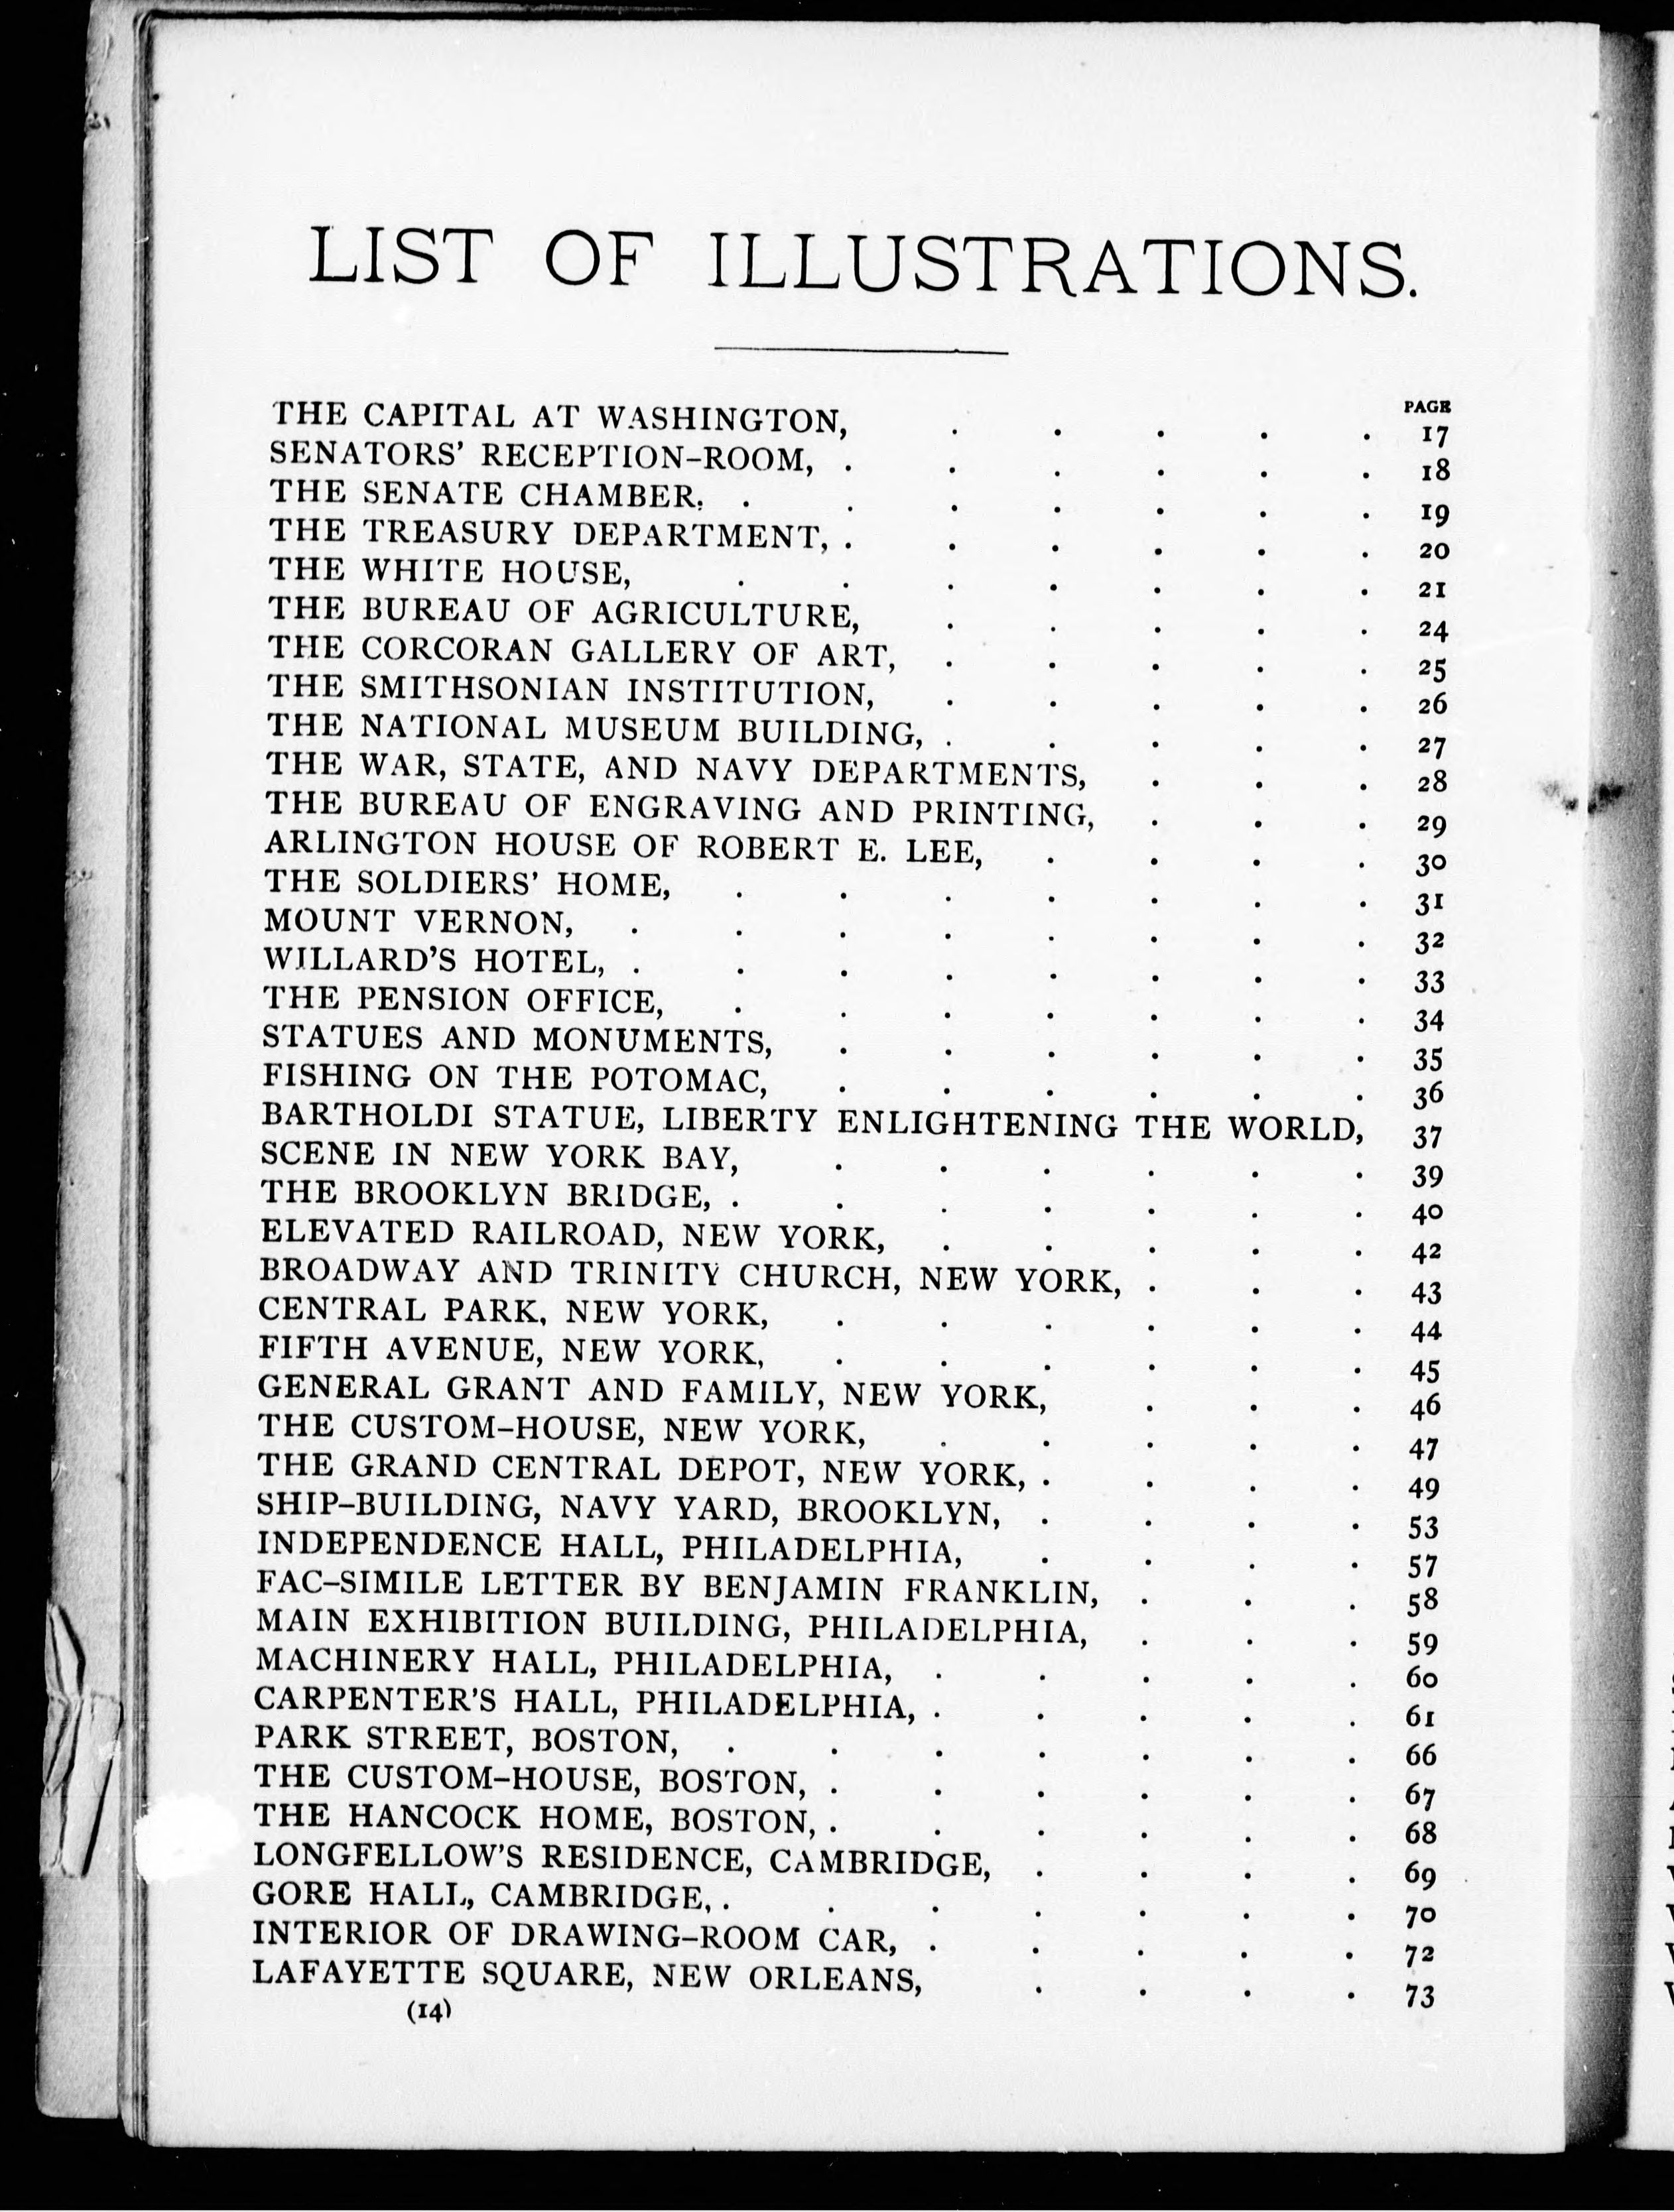 LIST OF ILLUSTRATIONS.
PAGE
THE CAPITAL AT WASHINGTON, . . . . . 17
SENATORS' RECEPTION-ROOM, . . . . . . 18
THE SENATE CHAMBER, . . . . . . . 19
THE TREASURY DEPARTMENT, . . . . . . 20
THE WHITE HOUSE, . . . . . . . 21
THE BUREAU OF AGRICULTURE, . . . . . 24
THE CORCORAN GALLERY OF ART, . . . . . 25
THE SMITHSONIAN INSTITUTION, . . . . . 26
THE NATIONAL MUSEUM BUILDING, . . . . . 27
THE WAR, STATE, AND NAVY DEPARTMENTS, . . . 28
THE BUREAU OF ENGRAVING AND PRINTING, . . . 29
ARLINGTON HOUSE OF ROBERT E. LEE, . . . . 30
THE SOLDIERS' HOME, . . . . . . . 31
MOUNT VERNON, . . . . . . . . 32
WILLARD'S HOTEL, . . . . . . . . 33
THE PENSION OFFICE, . . . . . . . 34
STATUES AND MONUMENTS, . . . . . . 35
FISHING ON THE POTOMAC, . . . . . . 36
BARTHOLDI STATUE, LIBERTY ENLIGHTENING THE WORLD, 37
SCENE IN NEW YORK BAY, . . . . . . 39
THE BROOKLYN BRIDGE, . . . . . . . 40
ELEVATED RAILROAD, NEW YORK, . . . . . 42
BROADWAY AND TRINITY CHURCH, NEW YORK, . . . 43
CENTRAL PARK, NEW YORK, . . . . . . 44
FIFTH AVENUE, NEW YORK, . . . . . . 45
GENERAL GRANT AND FAMILY, NEW YORK, . . . 46
THE CUSTOM-HOUSE, NEW YORK, . . . . . 47
THE GRAND CENTRAL DEPOT, NEW YORK, . . . . 49
SHIP-BUILDING, NAVY YARD, BROOKLYN, . . . . 53
INDEPENDENCE HALL, PHILADELPHIA, . . . . 57
FAC-SIMILE LETTER BY BENJAMIN FRANKLIN, . . . 58
MAIN EXHIBITION BUILDING, PHILADELPHIA, . . . 59
MACHINERY HALL, PHILADELPHIA, . . . . . 60
CARPENTER'S HALL, PHILADELPHIA, . . . . . 61
PARK STREET, BOSTON, . . . . . . . 66
THE CUSTOM-HOUSE, BOSTON, . . . . . . 67
THE HANCOCK HOME, BOSTON, . . . . . . 68
LONGFELLOW'S RESIDENCE, CAMBRIDGE, . . . . 69
GORE HALL, CAMBRIDGE, . . . . . . . 70
INTERIOR OF DRAWING-ROOM CAR, . . . . . 72
LAFAYETTE SQUARE, NEW ORLEANS, . . . . 73
(14)